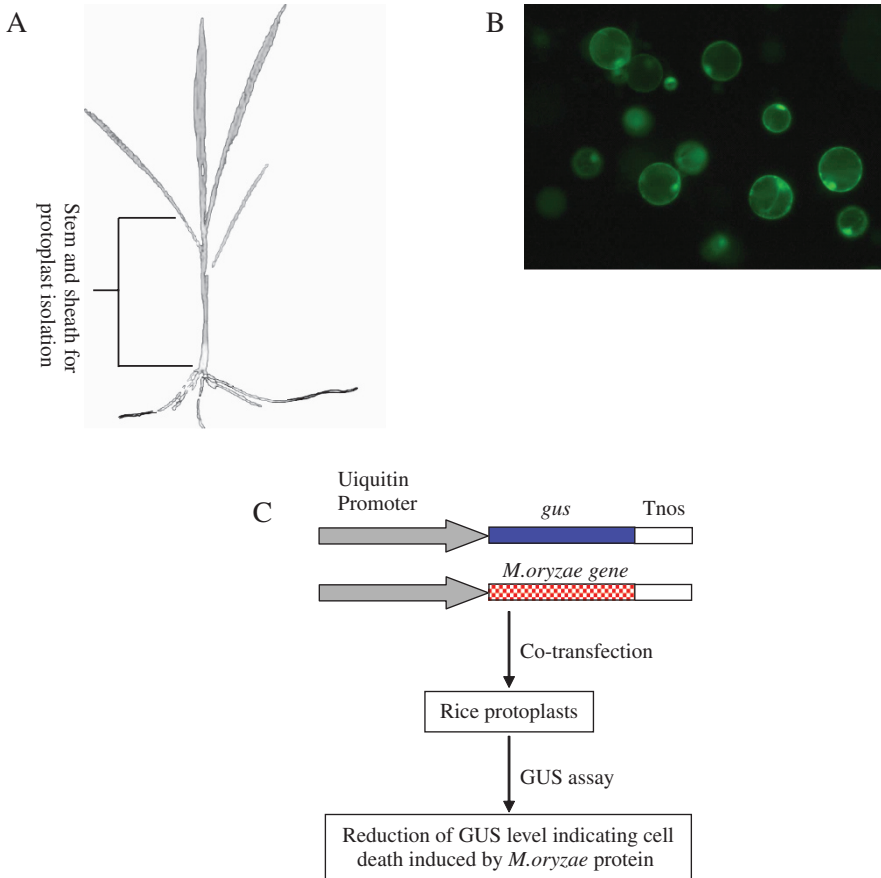 A
Stem and sheath for
protoplast isolation
B
C
Uiquitin
Promoter
gus
Tnos
M.oryzae gene
Co-transfection
Rice protoplasts
GUS assay
Reduction of GUS level indicating cell
death induced by M.oryzae protein